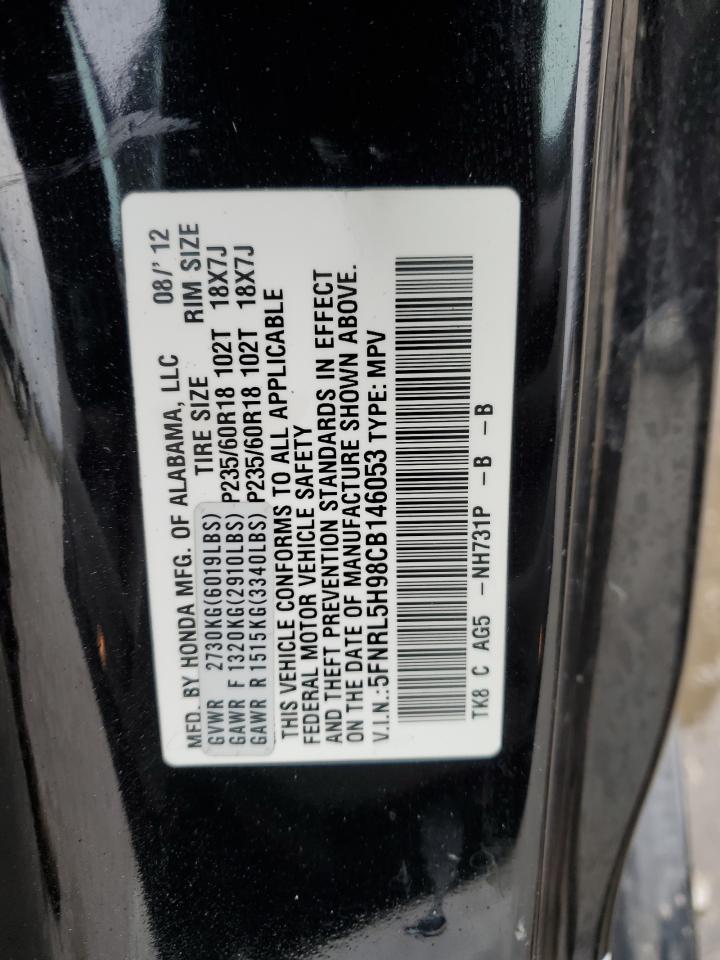 MFD. BY HONDA MFG. OF ALABAMA, LLC 08/'12
TIRE SIZE RIM SIZE
GVWR 2730KG(6019LBS)
GAWR F 1320KG(2910LBS) P235/60R18 102T 18X7J
GAWR R 1515KG(3340LBS) P235/60R18 102T 18X7J
THIS VEHICLE CONFORMS TO ALL APPLICABLE
FEDERAL MOTOR VEHICLE SAFETY
AND THEFT PREVENTION STANDARDS IN EFFECT
ON THE DATE OF MANUFACTURE SHOWN ABOVE.
V.I.N.:5FNRL5H98CB146053 TYPE: MPV
TK8 C AG5 -NH731P -B -B